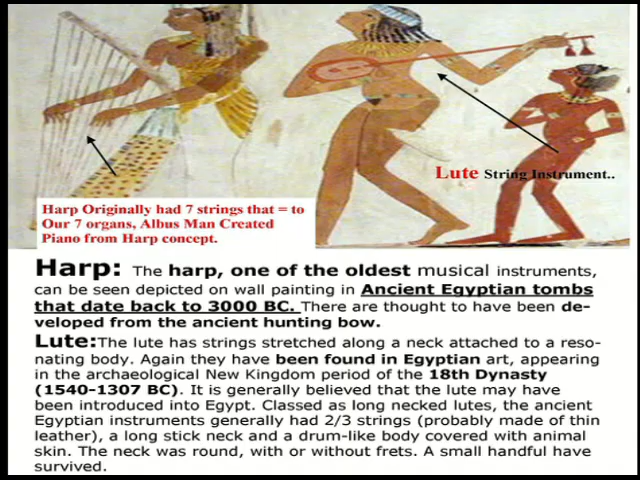 Lute String Instrument..
Harp Originally had 7 strings that = to
Our 7 organs, Albus Man Created
Piano from Harp concept.
Harp: The harp, one of the oldest musical instruments,
can be seen depicted on wall painting in Ancient Egyptian tombs
that date back to 3000 BC. There are thought to have been de-
veloped from the ancient hunting bow.
Lute:The lute has strings stretched along a neck attached to a reso-
nating body. Again they have been found in Egyptian art, appearing
in the archaeological New Kingdom period of the 18th Dynasty
(1540-1307 BC). It is generally believed that the lute may have
been introduced into Egypt. Classed as long necked lutes, the ancient
Egyptian instruments generally had 2/3 strings (probably made of thin
leather), a long stick neck and a drum-like body covered with animal
skin. The neck was round, with or without frets. A small handful have
survived.